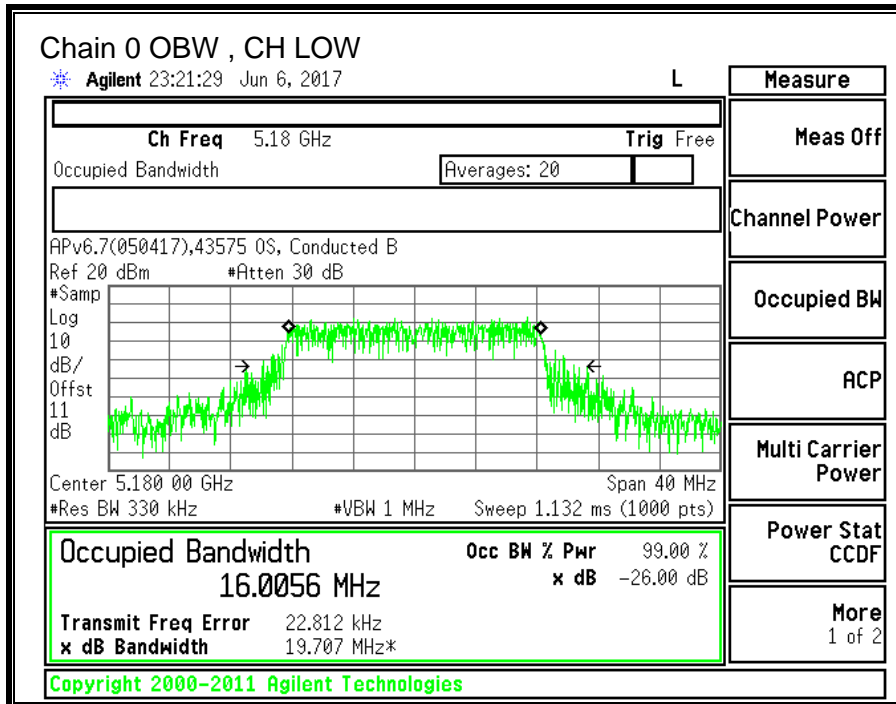 Chain 0 OBW , CH LOW
Agilent 23:21:29 Jun 6, 2017 L
Ch Freq 5.18 GHz Trig Free
Occupied Bandwidth Averages: 20
APv6.7(050417),43575 OS, Conducted B
Ref 20 dBm #Atten 30 dB
#Samp
Log
10
dB/
Offst
11
dB
Center 5.180 00 GHz Span 40 MHz
#Res BW 330 kHz #VBW 1 MHz Sweep 1.132 ms (1000 pts)
Occupied Bandwidth Occ BW % Pwr 99.00 %
16.0056 MHz x dB -26.00 dB
Transmit Freq Error 22.812 kHz
x dB Bandwidth 19.707 MHz*
Copyright 2000-2011 Agilent Technologies
Measure
Meas Off
Channel Power
Occupied BW
ACP
Multi Carrier
Power
Power Stat
CCDF
More
1 of 2